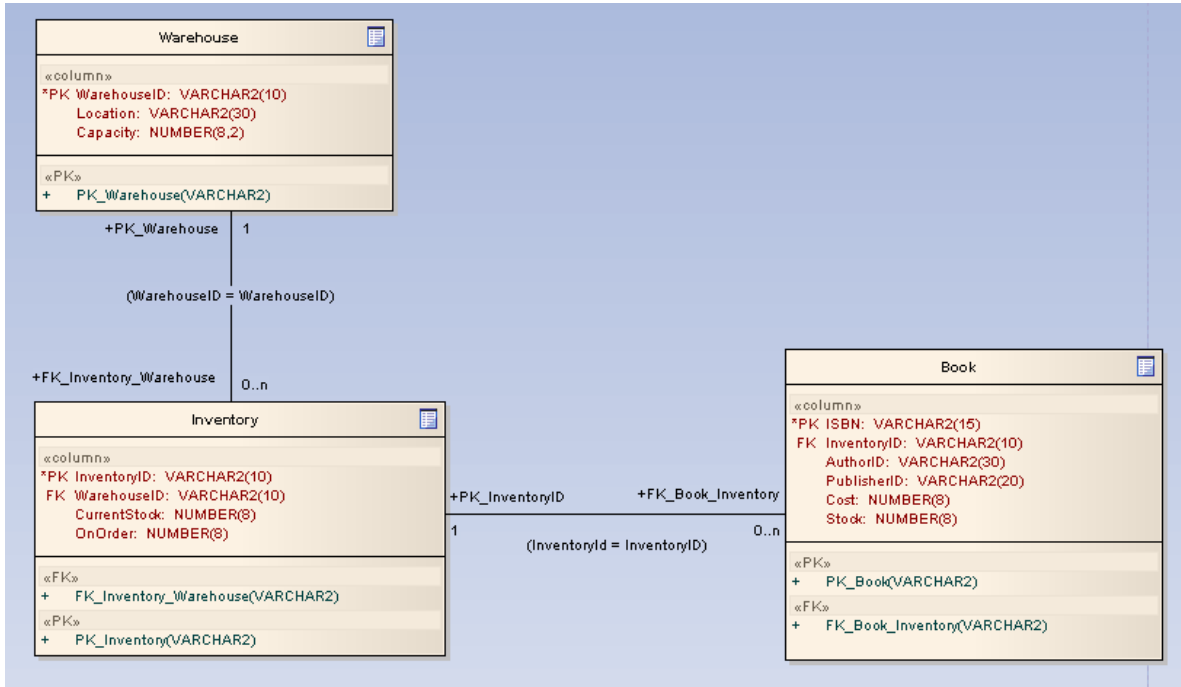 Warehouse
«column»
*PK WarehouseID: VARCHAR2(10)
Location: VARCHAR2(30)
Capacity: NUMBER(8,2)
«PK»
+ PK_Warehouse(VARCHAR2)
+PK_Warehouse 1
(WarehouseID = WarehouseID)
+FK_Inventory_Warehouse 0..n
Inventory
«column»
*PK InventoryID: VARCHAR2(10)
FK WarehouseID: VARCHAR2(10)
CurrentStock: NUMBER(8)
OnOrder: NUMBER(8)
«FK»
+ FK_Inventory_Warehouse(VARCHAR2)
«PK»
+ PK_Inventory(VARCHAR2)
+PK_InventoryID +FK_Book_Inventory
1 0..n
(InventoryId = InventoryID)
Book
«column»
*PK ISBN: VARCHAR2(15)
FK InventoryID: VARCHAR2(10)
AuthorID: VARCHAR2(30)
PublisherID: VARCHAR2(20)
Cost: NUMBER(8)
Stock: NUMBER(8)
«PK»
+ PK_Book(VARCHAR2)
«FK»
+ FK_Book_Inventory(VARCHAR2)